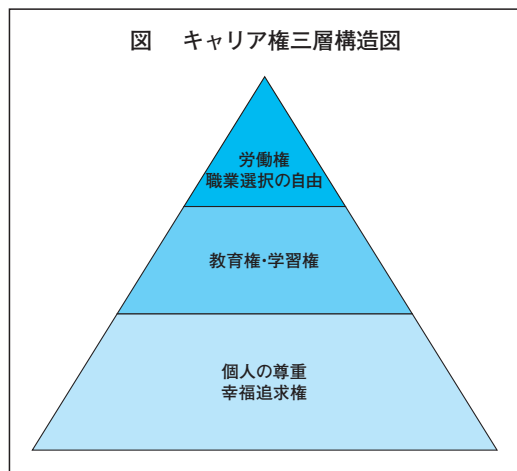 図　キャリア権三層構造図
労働権
職業選択の自由
教育権・学習権
個人の尊重
幸福追求権